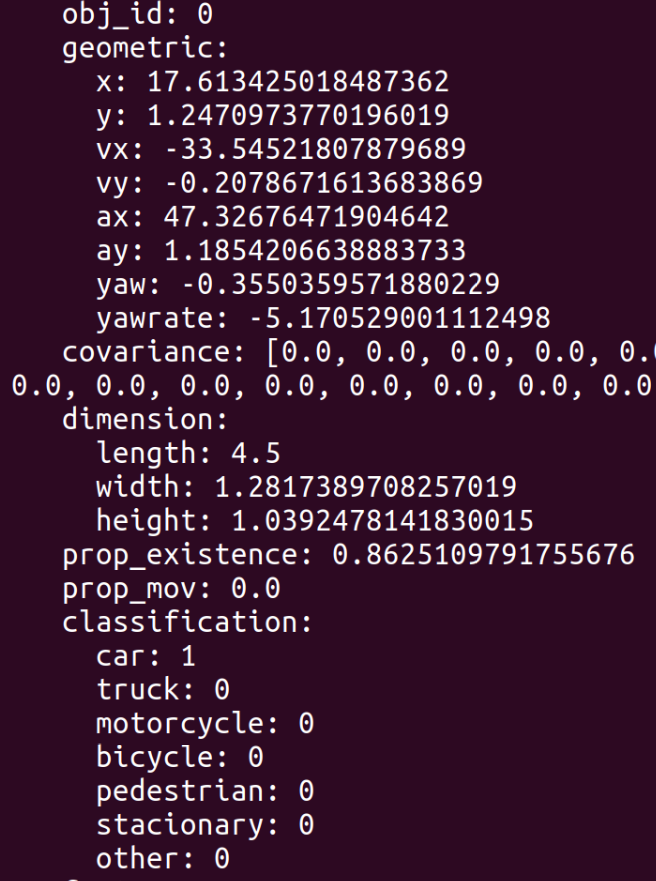 obj_id: 0
geometric:
x: 17.613425018487362
y: 1.2470973770196019
vx: -33.54521807879689
vy: -0.2078671613683869
ax: 47.32676471904642
ay: 1.1854206638883733
yaw: -0.3550359571880229
yawrate: -5.170529001112498
covariance: [0.0, 0.0, 0.0, 0.0, 0.0
0.0, 0.0, 0.0, 0.0, 0.0, 0.0, 0.0, 0.0
dimension:
length: 4.5
width: 1.2817389708257019
height: 1.0392478141830015
prop_existence: 0.8625109791755676
prop_mov: 0.0
classification:
car: 1
truck: 0
motorcycle: 0
bicycle: 0
pedestrian: 0
stacionary: 0
other: 0